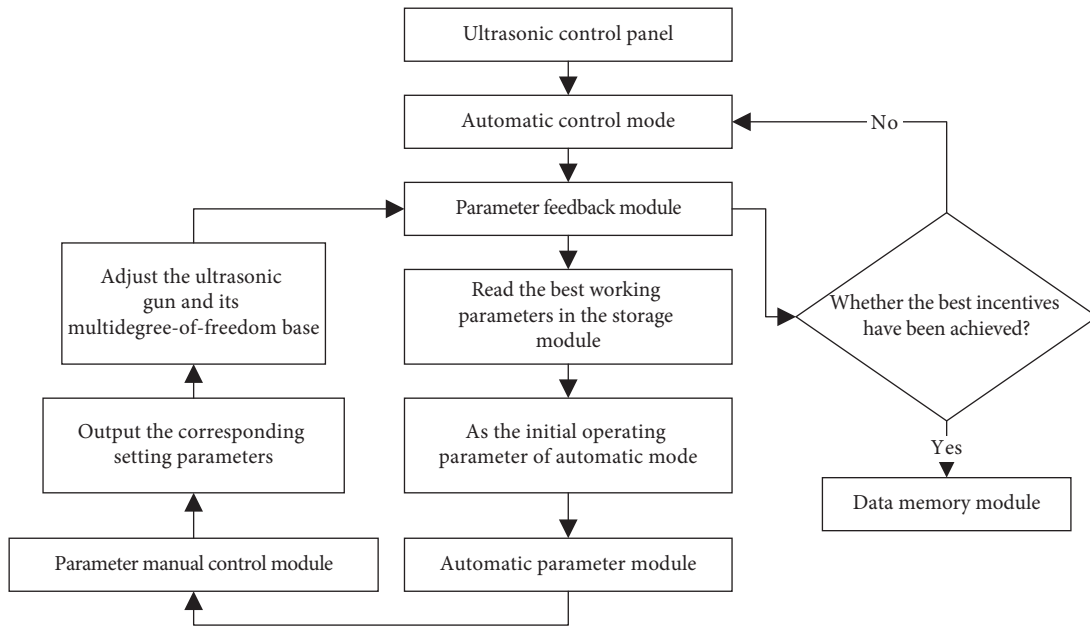 Ultrasonic control panel
Automatic control mode
No
Parameter feedback module
Adjust the ultrasonic
gun and its
multidegree-of-freedom base
Read the best working
parameters in the storage
module
Whether the best incentives
have been achieved?
Output the corresponding
setting parameters
As the initial operating
parameter of automatic mode
Yes
Data memory module
Parameter manual control module
Automatic parameter module